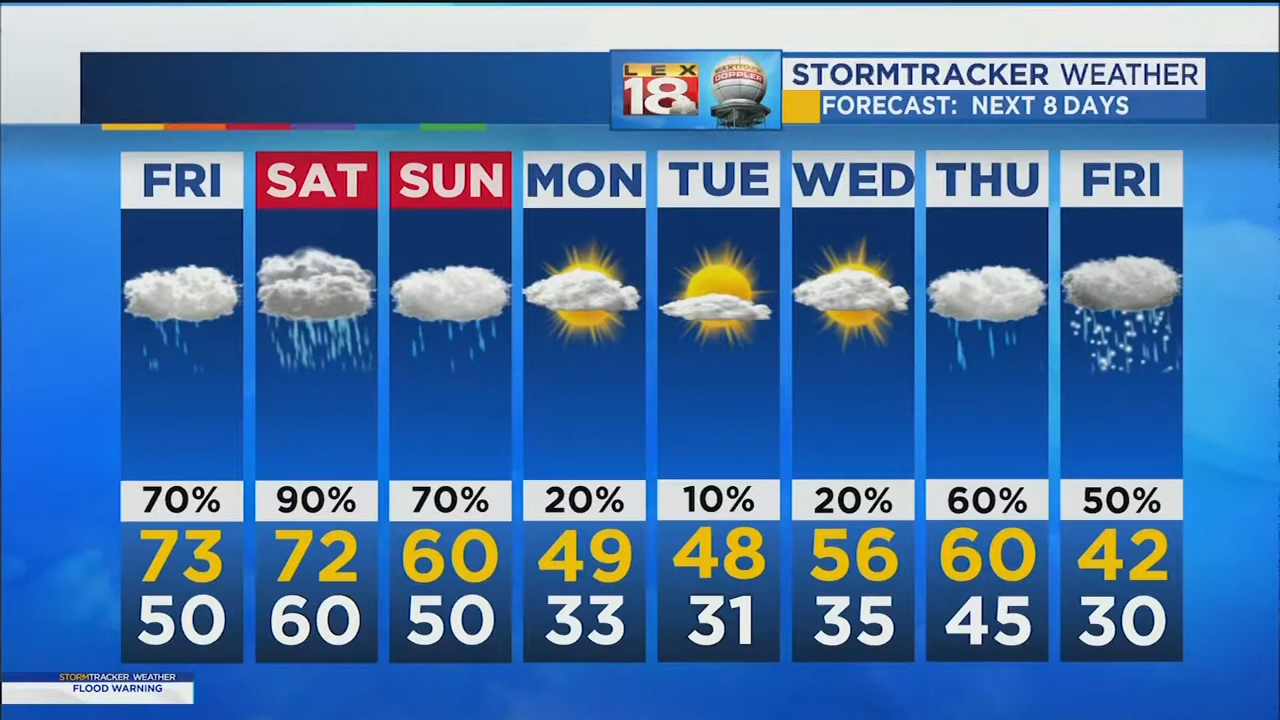 LEX
18
MAXTRACK
DOPPLER
STORMTRACKER WEATHER
FORECAST: NEXT 8 DAYS
FRI SAT SUN MON TUE WED THU FRI
70% 90% 70% 20% 10% 20% 60% 50%
73 72 60 49 48 56 60 42
50 60 50 33 31 35 45 30
STORMTRACKER WEATHER
FLOOD WARNING